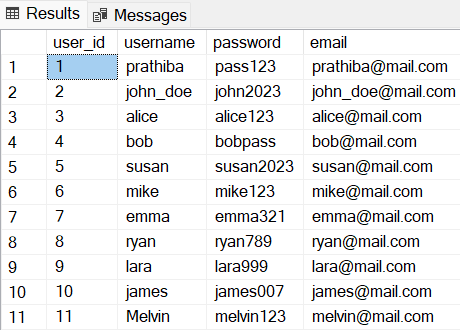 Results Messages
user_id username password email
1 1 prathiba pass123 prathiba@mail.com
2 2 john_doe john2023 john_doe@mail.com
3 3 alice alice123 alice@mail.com
4 4 bob bobpass bob@mail.com
5 5 susan susan2023 susan@mail.com
6 6 mike mike123 mike@mail.com
7 7 emma emma321 emma@mail.com
8 8 ryan ryan789 ryan@mail.com
9 9 lara lara999 lara@mail.com
10 10 james james007 james@mail.com
11 11 Melvin melvin123 melvin@mail.com